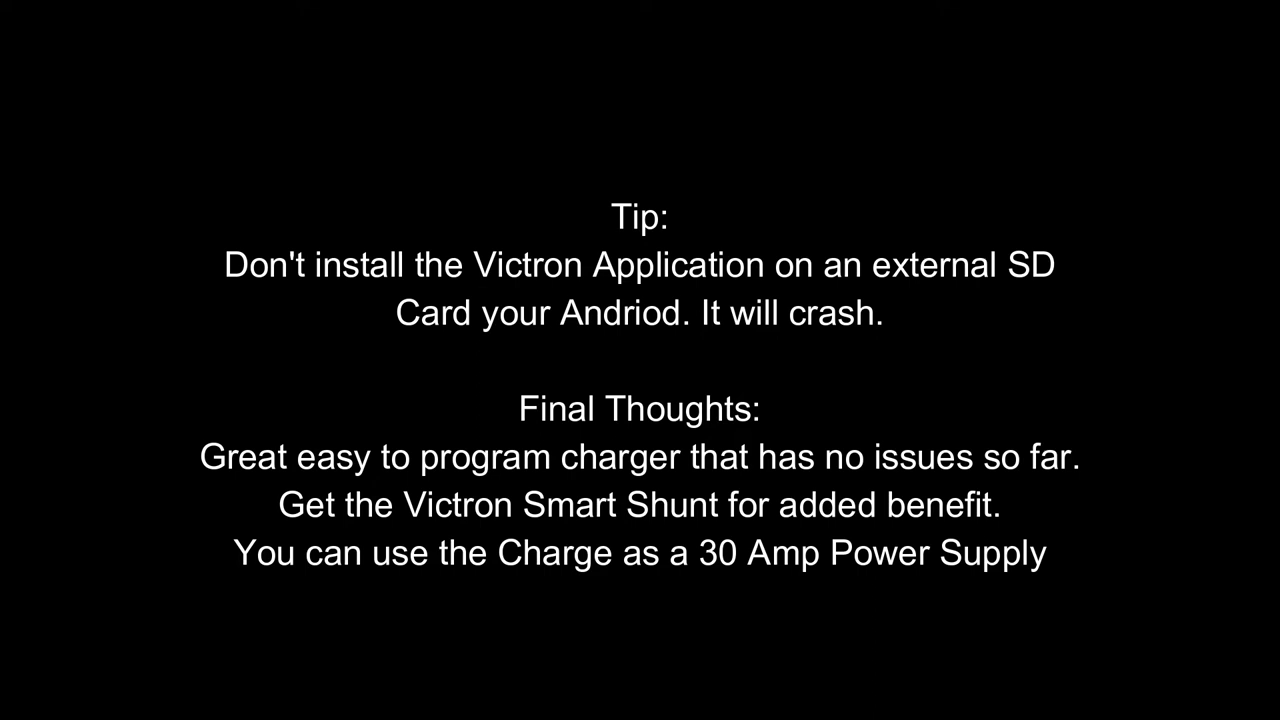 Tip:
Don't install the Victron Application on an external SD
Card your Andriod. It will crash.
Final Thoughts:
Great easy to program charger that has no issues so far.
Get the Victron Smart Shunt for added benefit.
You can use the Charge as a 30 Amp Power Supply